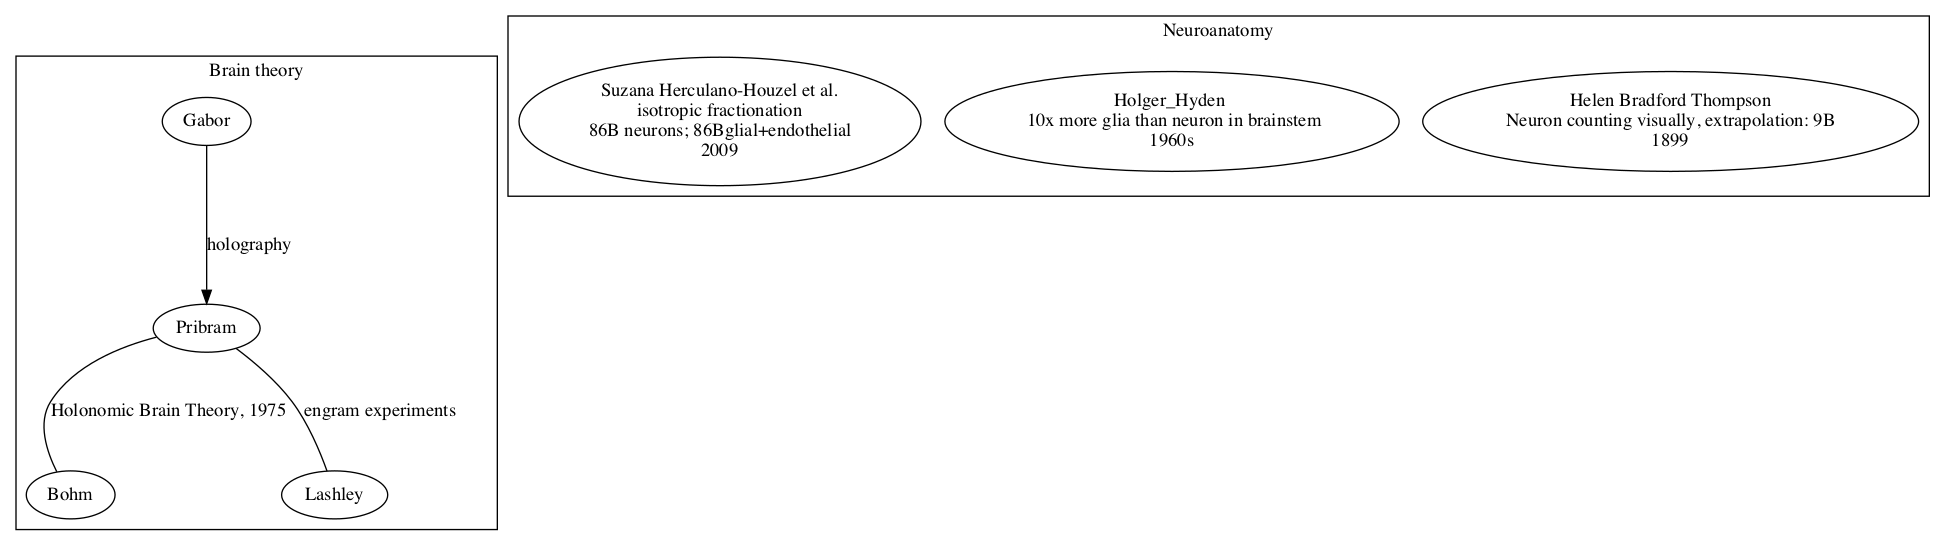 Brain theory
Gabor
holography
Pribram
Holonomic Brain Theory, 1975
engram experiments
Bohm
Lashley
Neuroanatomy
Suzana Herculano-Houzel et al.
isotropic fractionation
86B neurons; 86Bglial+endothelial
2009
Holger_Hyden
10x more glia than neuron in brainstem
1960s
Helen Bradford Thompson
Neuron counting visually, extrapolation: 9B
1899